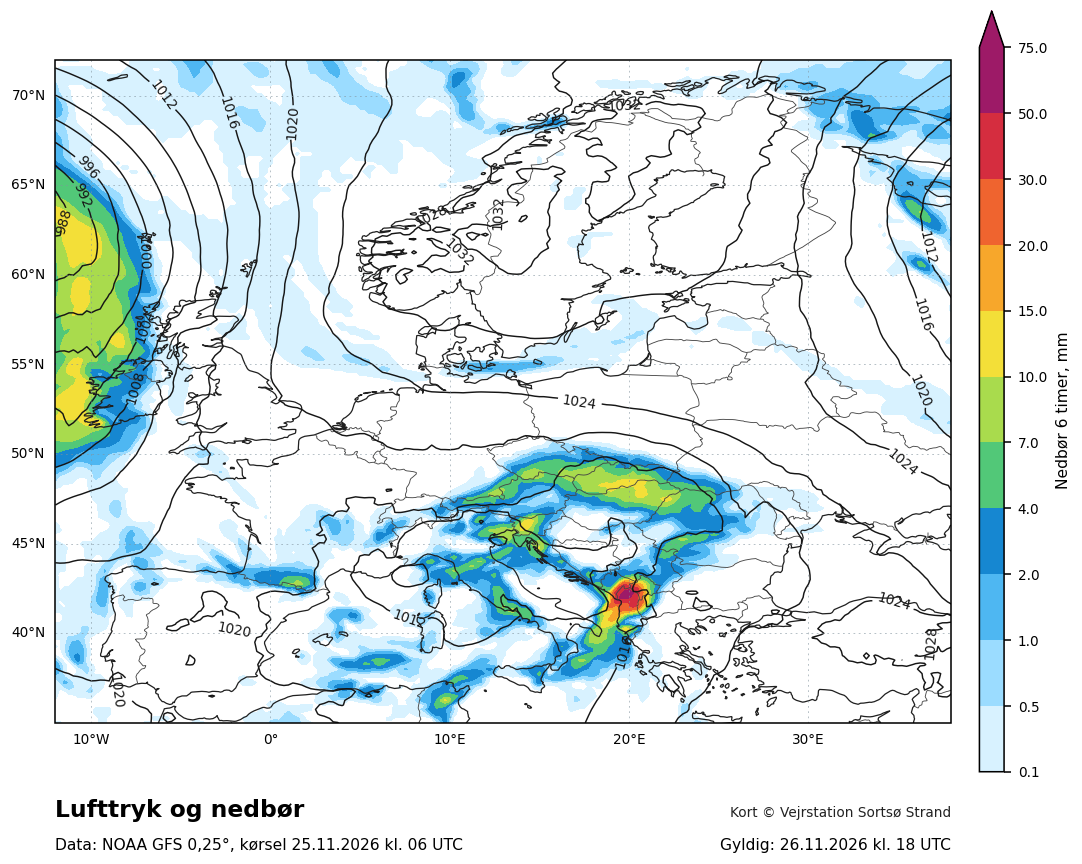 75.0
50.0
30.0
20.0
15.0
10.0
7.0
4.0
2.0
1.0
0.5
0.1
Nedbør 6 timer, mm
70°N
65°N
60°N
55°N
50°N
45°N
40°N
10°W
0°
10°E
20°E
30°E
1012
1016
1020
1032
996
992
988
1032
1032
1012
1016
1020
1008
1024
1024
1020
1020
1016
1024
1028
Lufttryk og nedbør
Kort © Vejrstation Sortsø Strand
Data: NOAA GFS 0,25°, kørsel 25.11.2026 kl. 06 UTC
Gyldig: 26.11.2026 kl. 18 UTC